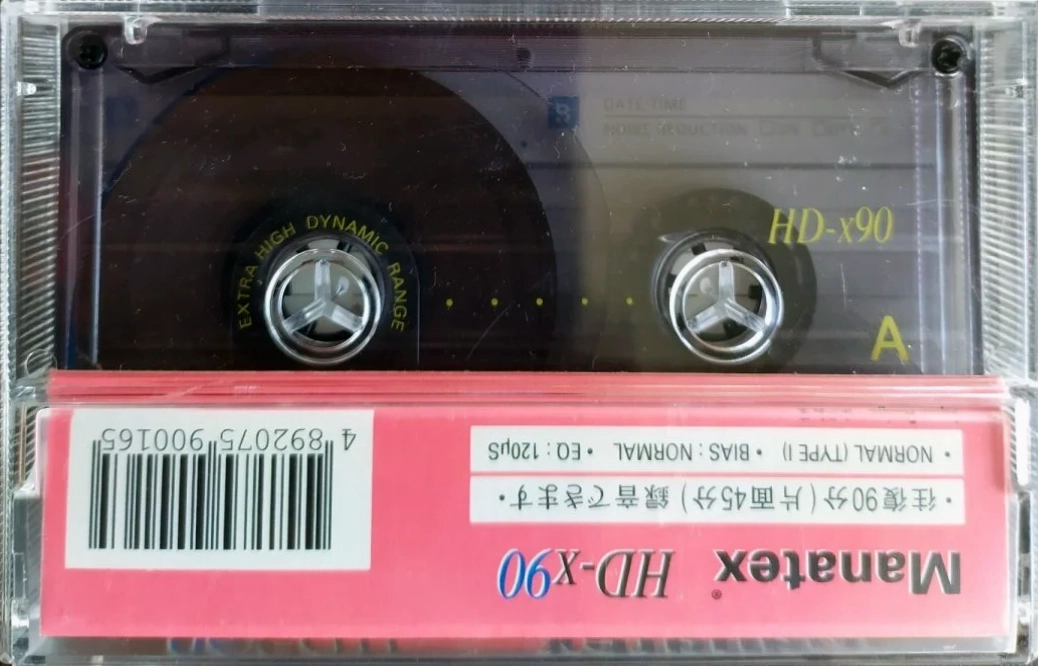 DATE/TIME
NOISE REDUCTION
HD-x90
EXTRA HIGH DYNAMIC RANGE
A
Manatex®
HD-x90
・往復90分（片面45分）録音できます・
・NORMAL (TYPE I) ・BIAS : NORMAL ・EQ : 120μS
4 892075 900165